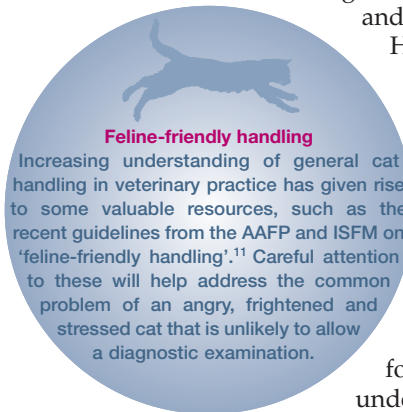 and
H
Feline-friendly handling
Increasing understanding of general cat
handling in veterinary practice has given rise
to some valuable resources, such as the
recent guidelines from the AAFP and ISFM on
‘feline-friendly handling’.11 Careful attention
to these will help address the common
problem of an angry, frightened and
stressed cat that is unlikely to allow
a diagnostic examination.
fo
unde